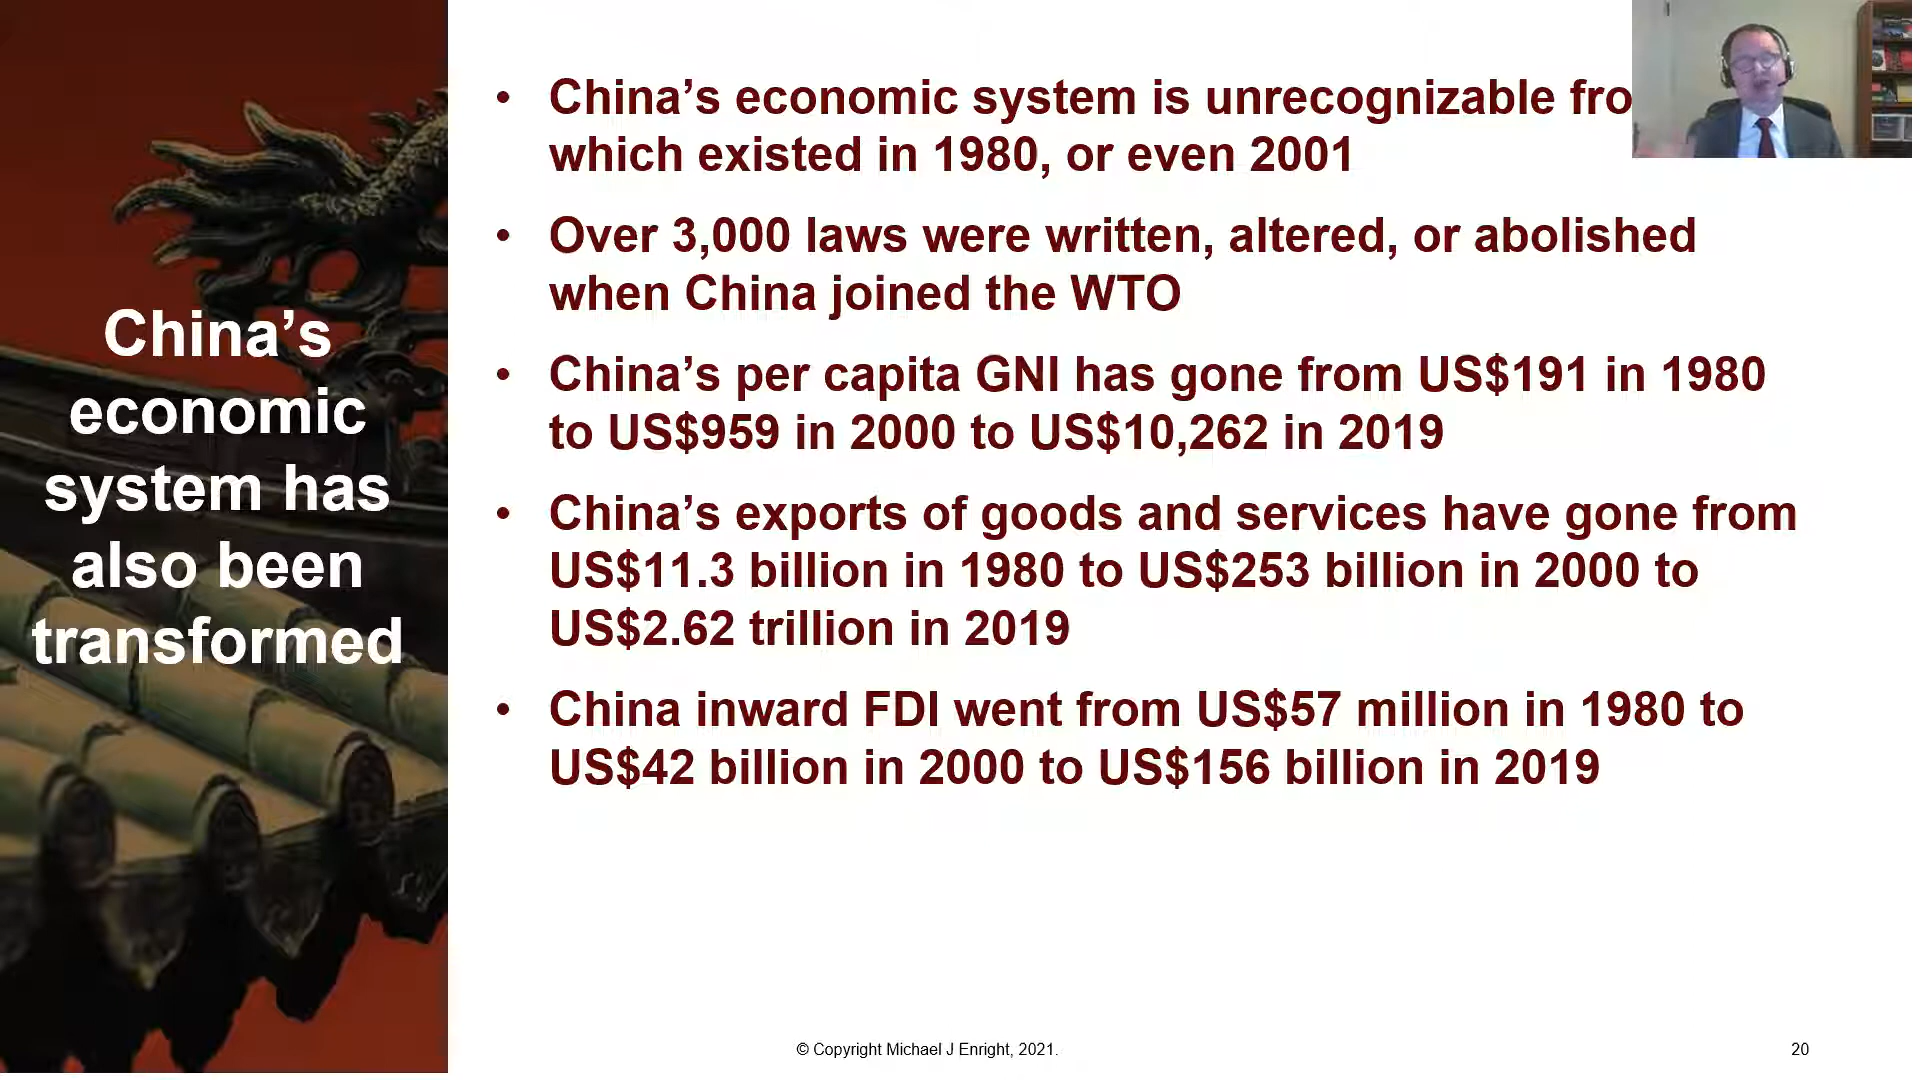 China’s
economic
system has
also been
transformed
• China’s economic system is unrecognizable
which existed in 1980, or even 2001
• Over 3,000 laws were written, altered, or abolished
when China joined the WTO
• China’s per capita GNI has gone from US$191 in 1980
to US$959 in 2000 to US$10,262 in 2019
• China’s exports of goods and services have gone from
US$11.3 billion in 1980 to US$253 billion in 2000 to
US$2.62 trillion in 2019
• China inward FDI went from US$57 million in 1980 to
US$42 billion in 2000 to US$156 billion in 2019
© Copyright Michael J Enright, 2021.
20